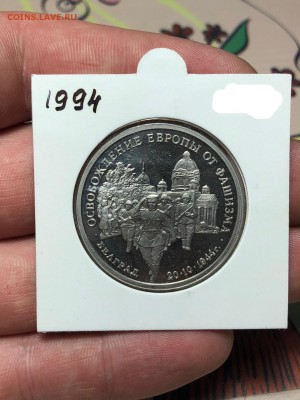 COINS.LAVE.RU
1994
ОСВОБОЖДЕНИЕ ЕВРОПЫ ОТ ФАШИЗМА
БЕЛГРАД 20·10·1944г.